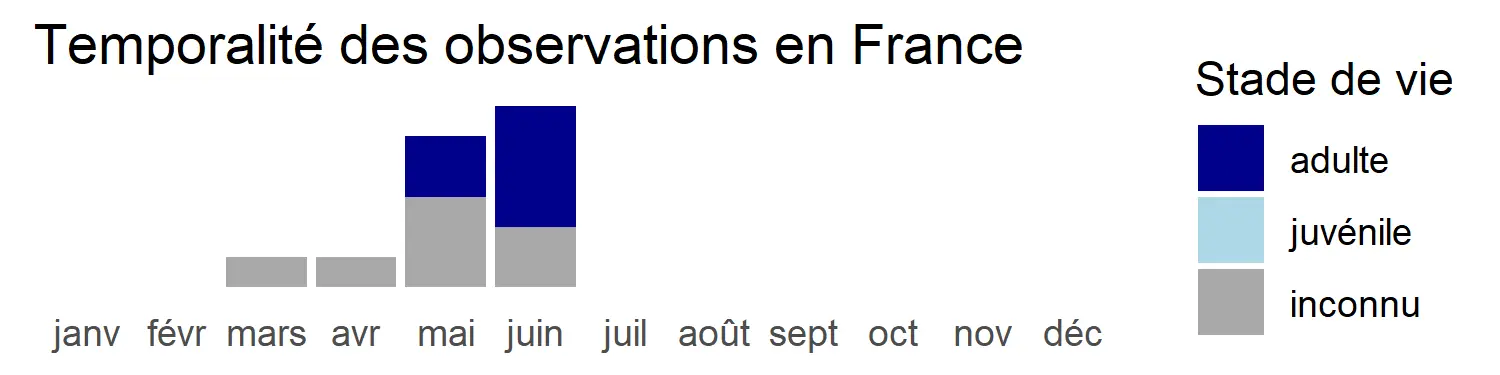 Temporalité des observations en France
Stade de vie
adulte
juvénile
inconnu
janv févr mars avr mai juin juil août sept oct nov déc